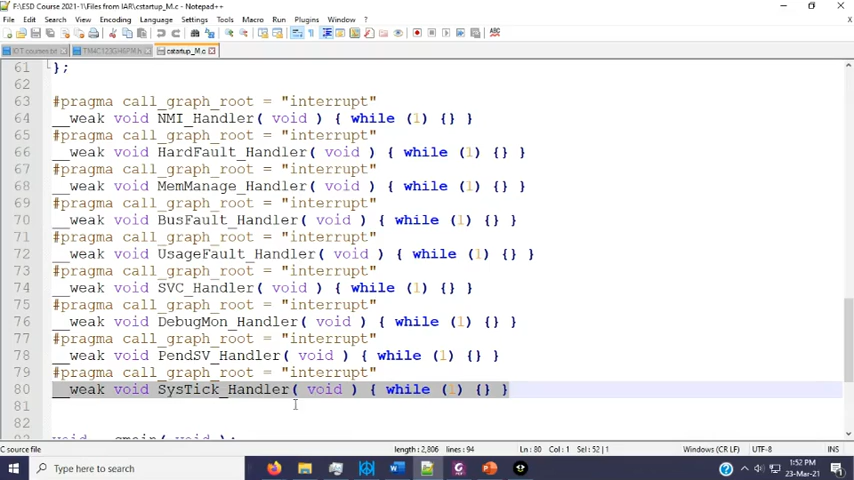 F:\ESD Course 2021-1\Files from IAR\cstartup_M.c - Notepad++
File Edit Search View Encoding Language Settings Tools Macro Run Plugins Window ?
IOT courses.txt TM4C123GH6PM.h cstartup_M.c
61 };
62
63 #pragma call_graph_root = "interrupt"
64 __weak void NMI_Handler( void ) { while (1) {} }
65 #pragma call_graph_root = "interrupt"
66 __weak void HardFault_Handler( void ) { while (1) {} }
67 #pragma call_graph_root = "interrupt"
68 __weak void MemManage_Handler( void ) { while (1) {} }
69 #pragma call_graph_root = "interrupt"
70 __weak void BusFault_Handler( void ) { while (1) {} }
71 #pragma call_graph_root = "interrupt"
72 __weak void UsageFault_Handler( void ) { while (1) {} }
73 #pragma call_graph_root = "interrupt"
74 __weak void SVC_Handler( void ) { while (1) {} }
75 #pragma call_graph_root = "interrupt"
76 __weak void DebugMon_Handler( void ) { while (1) {} }
77 #pragma call_graph_root = "interrupt"
78 __weak void PendSV_Handler( void ) { while (1) {} }
79 #pragma call_graph_root = "interrupt"
80 __weak void SysTick_Handler( void ) { while (1) {} }
81
82
C source file length : 2,806 lines : 94 Ln : 80 Col : 1 Sel : 52 | 1 Windows (CR LF) UTF-8 INS
Type here to search
1:52 PM
23-Mar-21